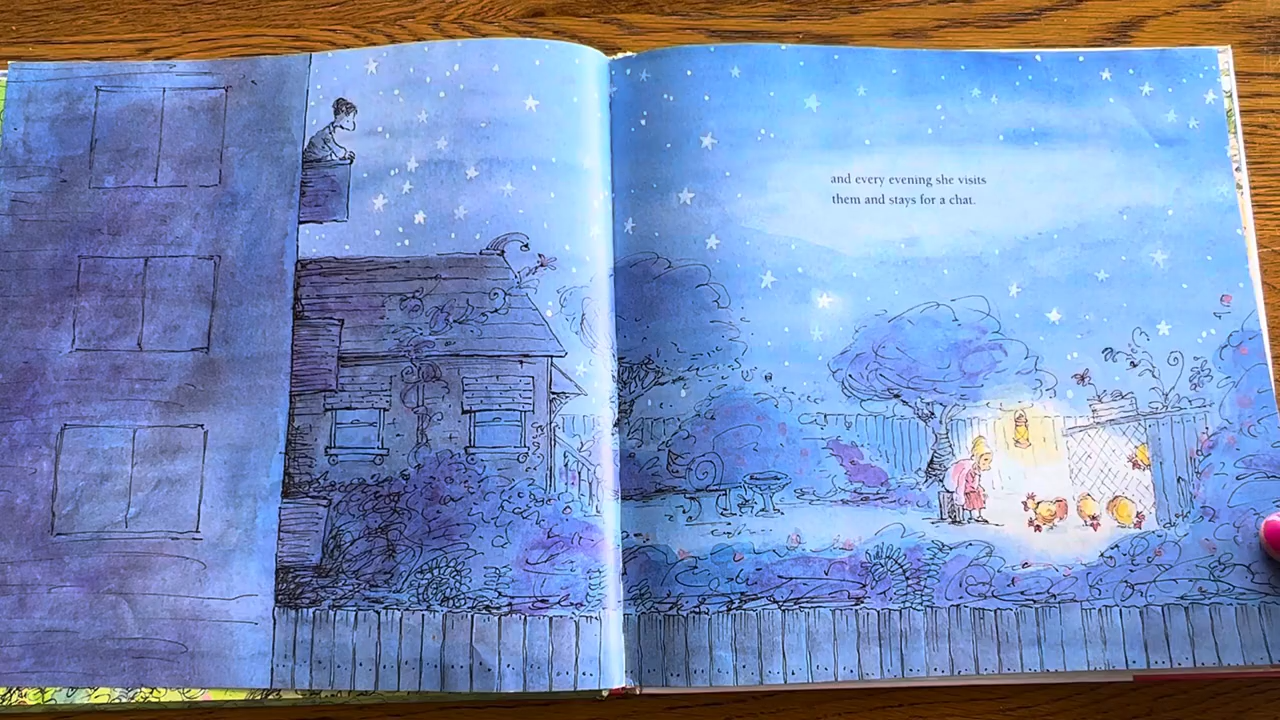 and every evening she visits
them and stays for a chat.